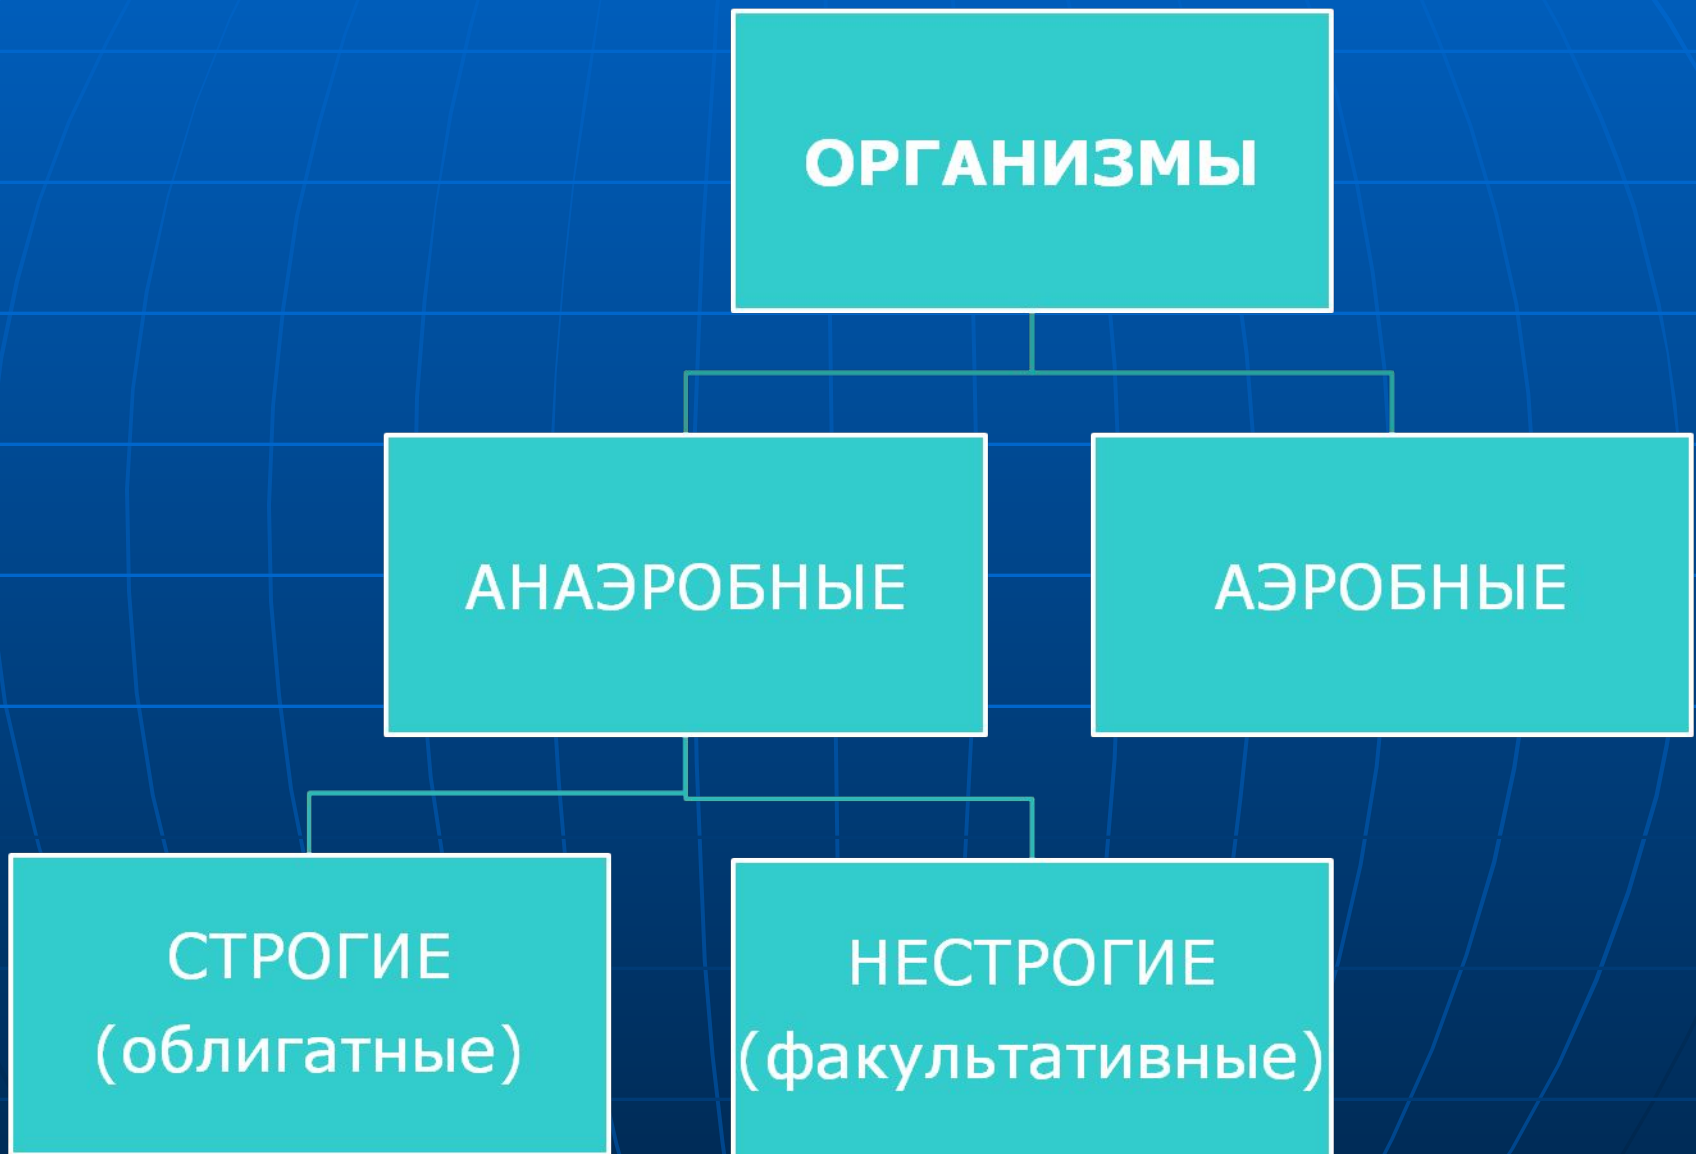 ОРГАНИЗМЫ
АНАЭРОБНЫЕ
АЭРОБНЫЕ
СТРОГИЕ
(облигатные)
НЕСТРОГИЕ
(факультативные)